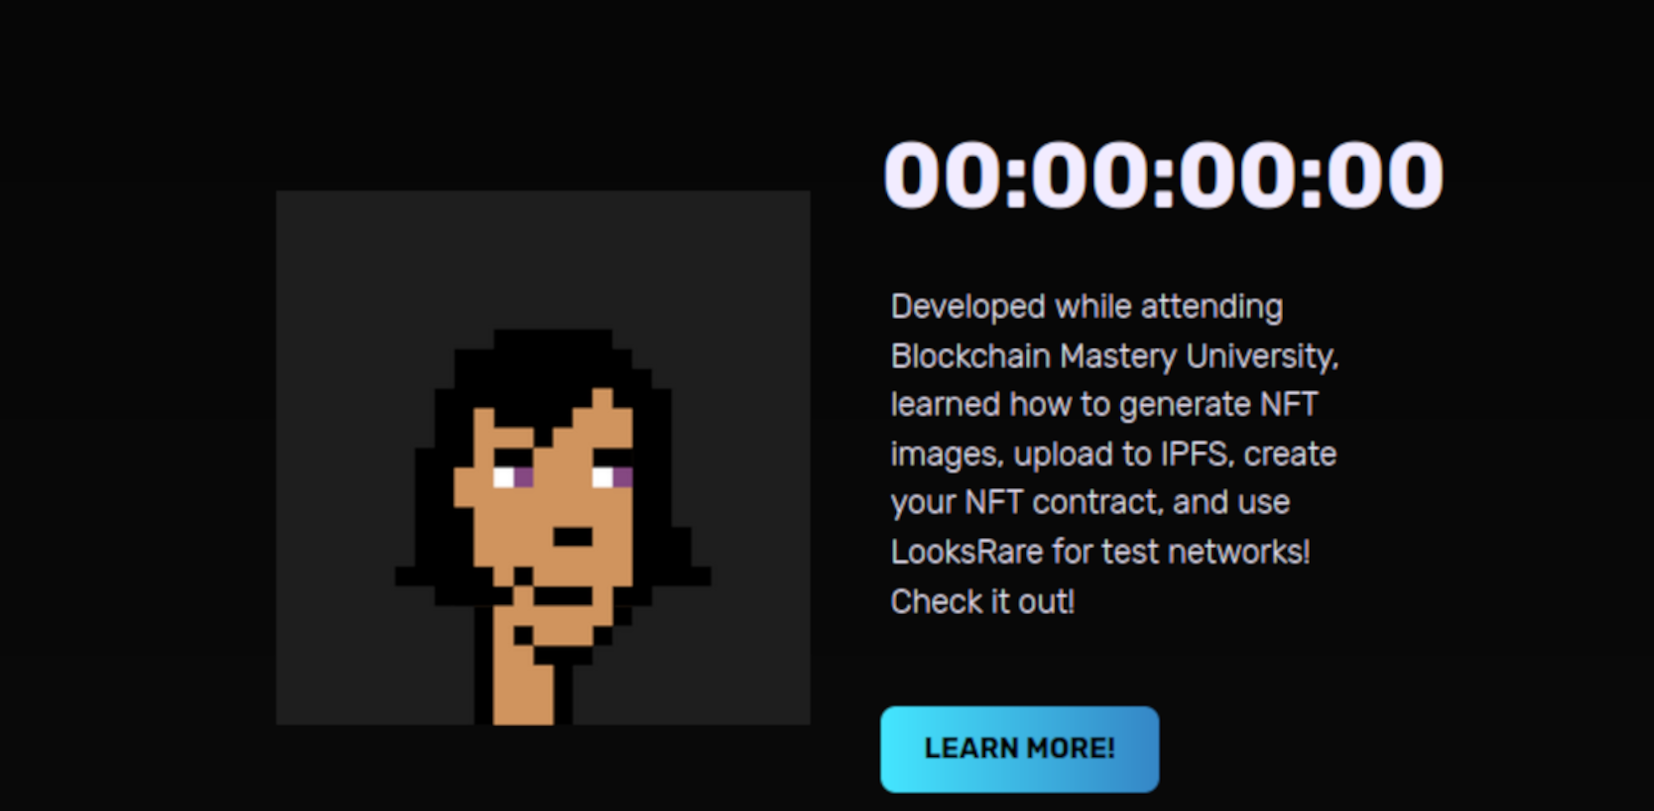 00:00:00:00
Developed while attending
Blockchain Mastery University,
learned how to generate NFT
images, upload to IPFS, create
your NFT contract, and use
LooksRare for test networks!
Check it out!
LEARN MORE!